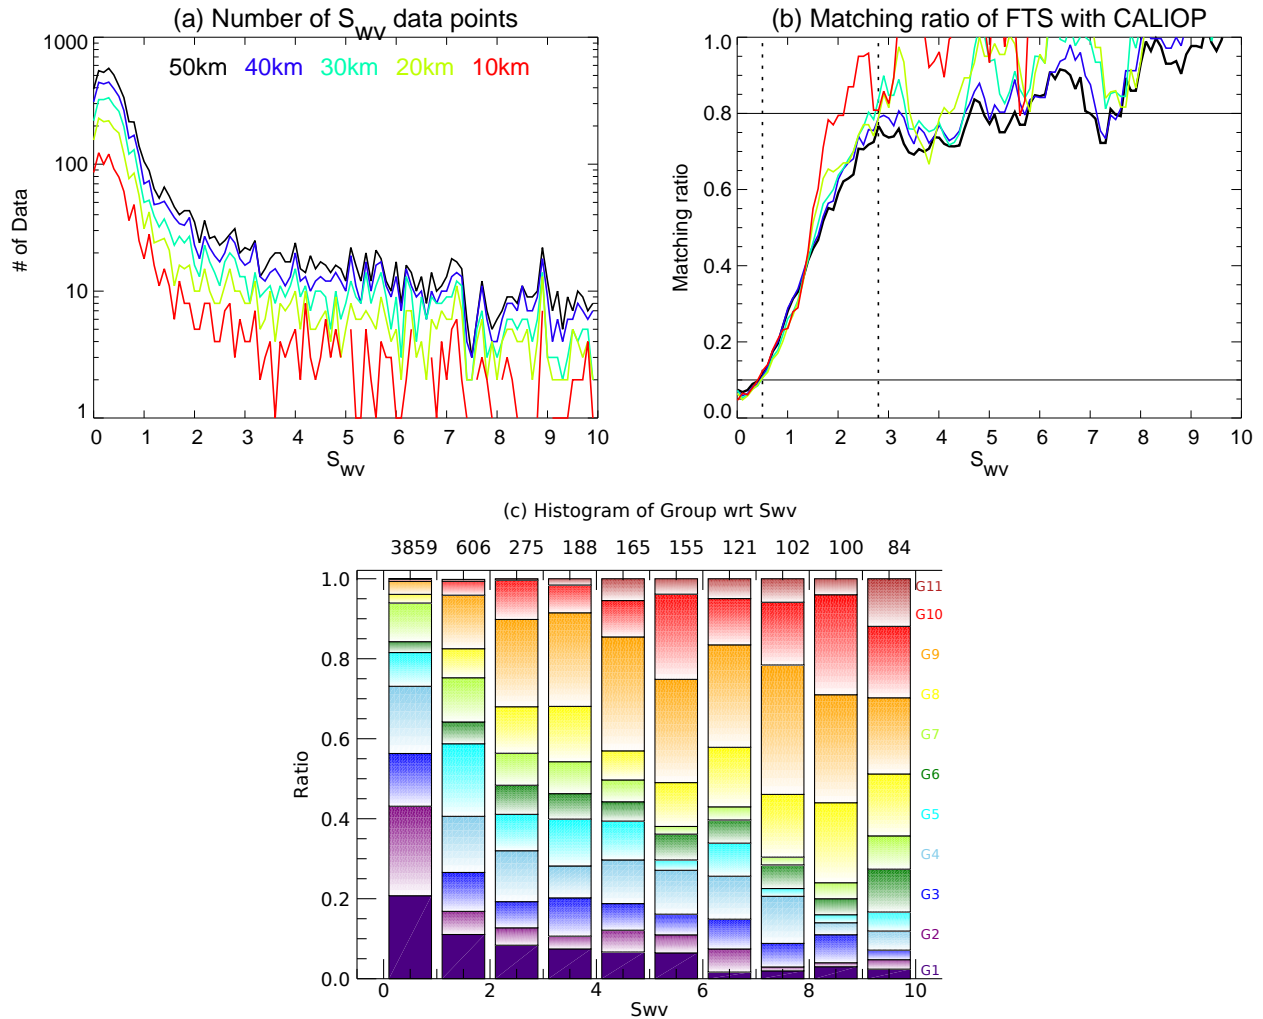 (a) Number of Swv data points
(b) Matching ratio of FTS with CALIOP
50km 40km 30km 20km 10km
1000
100
10
1
# of Data
0 1 2 3 4 5 6 7 8 9 10
Swv
1.0
0.8
0.6
0.4
0.2
0.0
Matching ratio
0 1 2 3 4 5 6 7 8 9 10
Swv
(c) Histogram of Group wrt Swv
3859 606 275 188 165 155 121 102 100 84
1.0
0.8
0.6
0.4
0.2
0.0
Ratio
G11
G10
G9
G8
G7
G6
G5
G4
G3
G2
G1
0 2 4 6 8 10
Swv